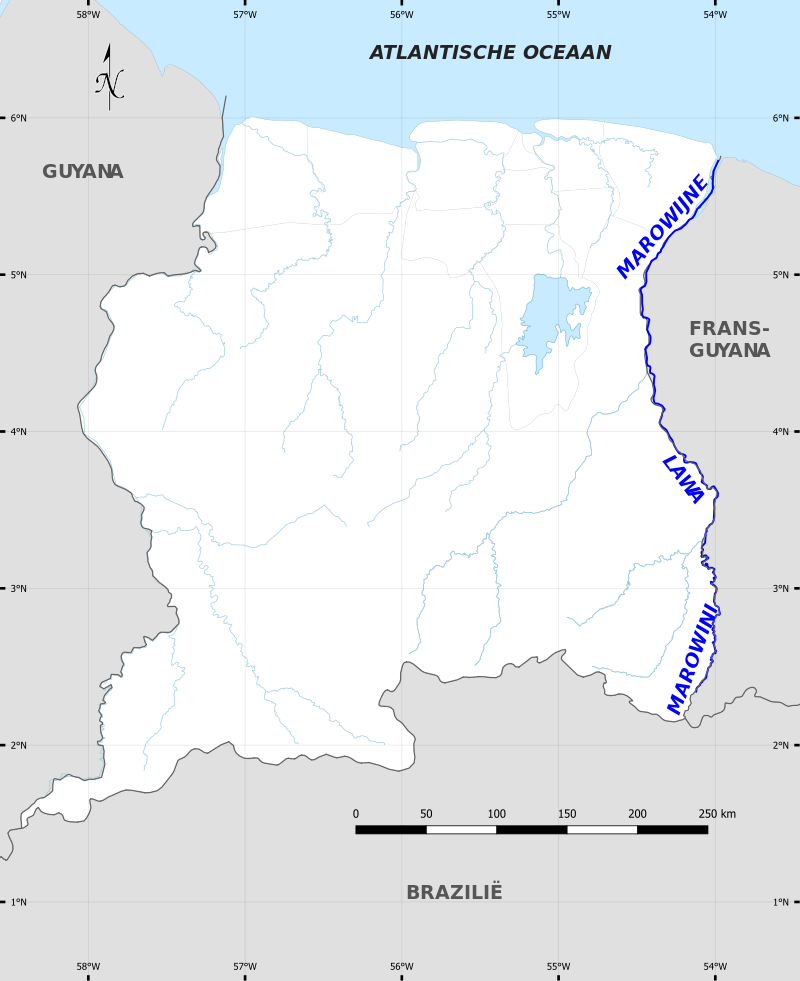 58°W 57°W 56°W 55°W 54°W
ATLANTISCHE OCEAAN
N
6°N 6°N
GUYANA
MAROWIJNE
5°N 5°N
FRANS-
GUYANA
4°N 4°N
LAWA
3°N 3°N
MAROWINI
2°N 2°N
0 50 100 150 200 250 km
BRAZILIË
1°N 1°N
58°W 57°W 56°W 55°W 54°W